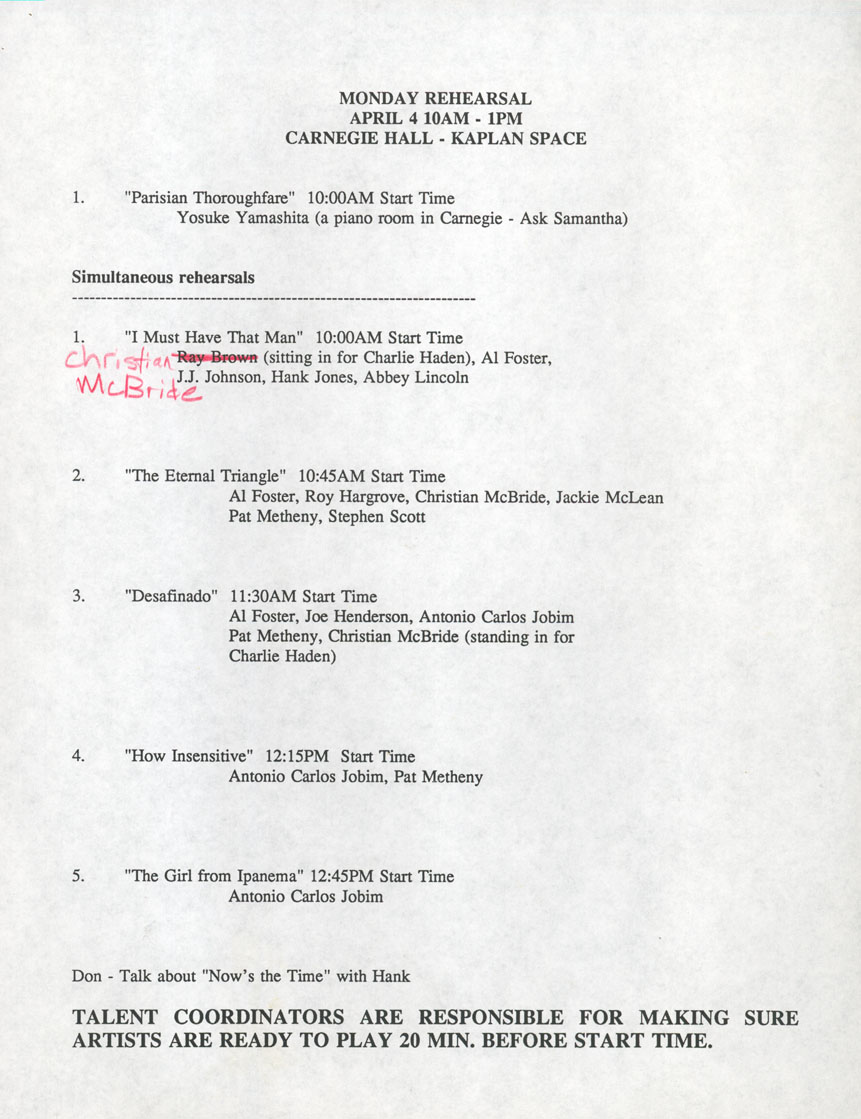 MONDAY REHEARSAL
APRIL 4 10AM - 1PM
CARNEGIE HALL - KAPLAN SPACE
1. "Parisian Thoroughfare" 10:00AM Start Time
Yosuke Yamashita (a piano room in Carnegie - Ask Samantha)
Simultaneous rehearsals
----------------------------------------------------------------------
1. "I Must Have That Man" 10:00AM Start Time
Christian Ray Brown (sitting in for Charlie Haden), Al Foster,
McBride J.J. Johnson, Hank Jones, Abbey Lincoln
2. "The Eternal Triangle" 10:45AM Start Time
Al Foster, Roy Hargrove, Christian McBride, Jackie McLean
Pat Metheny, Stephen Scott
3. "Desafinado" 11:30AM Start Time
Al Foster, Joe Henderson, Antonio Carlos Jobim
Pat Metheny, Christian McBride (standing in for
Charlie Haden)
4. "How Insensitive" 12:15PM Start Time
Antonio Carlos Jobim, Pat Metheny
5. "The Girl from Ipanema" 12:45PM Start Time
Antonio Carlos Jobim
Don - Talk about "Now's the Time" with Hank
TALENT COORDINATORS ARE RESPONSIBLE FOR MAKING SURE
ARTISTS ARE READY TO PLAY 20 MIN. BEFORE START TIME.